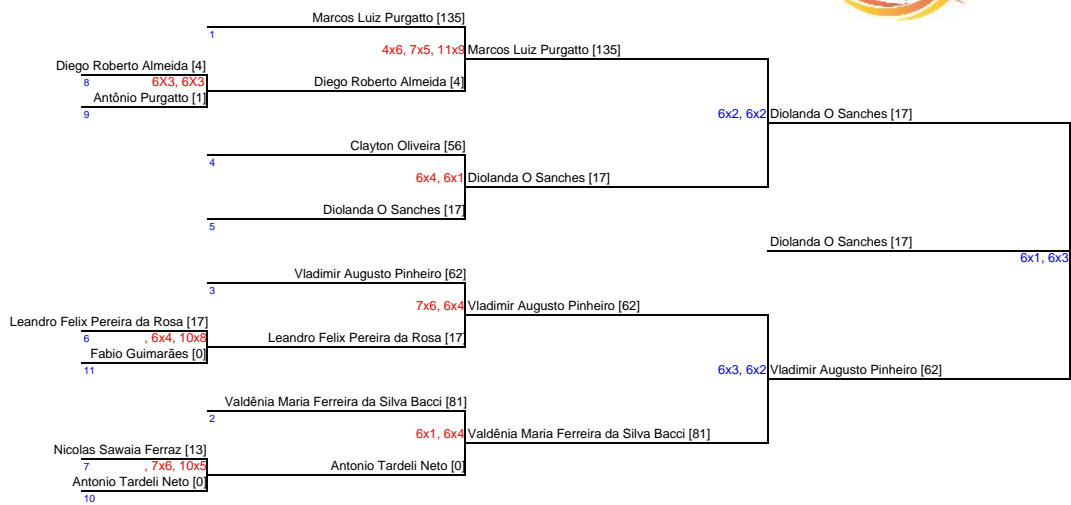 Marcos Luiz Purgatto [135]
1
4x6, 7x5, 11x9 Marcos Luiz Purgatto [135]
Diego Roberto Almeida [4]
8 6X3, 6X3
Diego Roberto Almeida [4]
Antônio Purgatto [1]
9
6x2, 6x2 Diolanda O Sanches [17]
Clayton Oliveira [56]
4
6x4, 6x1 Diolanda O Sanches [17]
Diolanda O Sanches [17]
5
Diolanda O Sanches [17]
6x1, 6x3
Vladimir Augusto Pinheiro [62]
3
7x6, 6x4 Vladimir Augusto Pinheiro [62]
Leandro Felix Pereira da Rosa [17]
6 , 6x4, 10x8
Leandro Felix Pereira da Rosa [17]
Fabio Guimarães [0]
11
6x3, 6x2 Vladimir Augusto Pinheiro [62]
Valdênia Maria Ferreira da Silva Bacci [81]
2
6x1, 6x4 Valdênia Maria Ferreira da Silva Bacci [81]
Nicolas Sawaia Ferraz [13]
7 , 7x6, 10x5
Antonio Tardeli Neto [0]
Antonio Tardeli Neto [0]
10